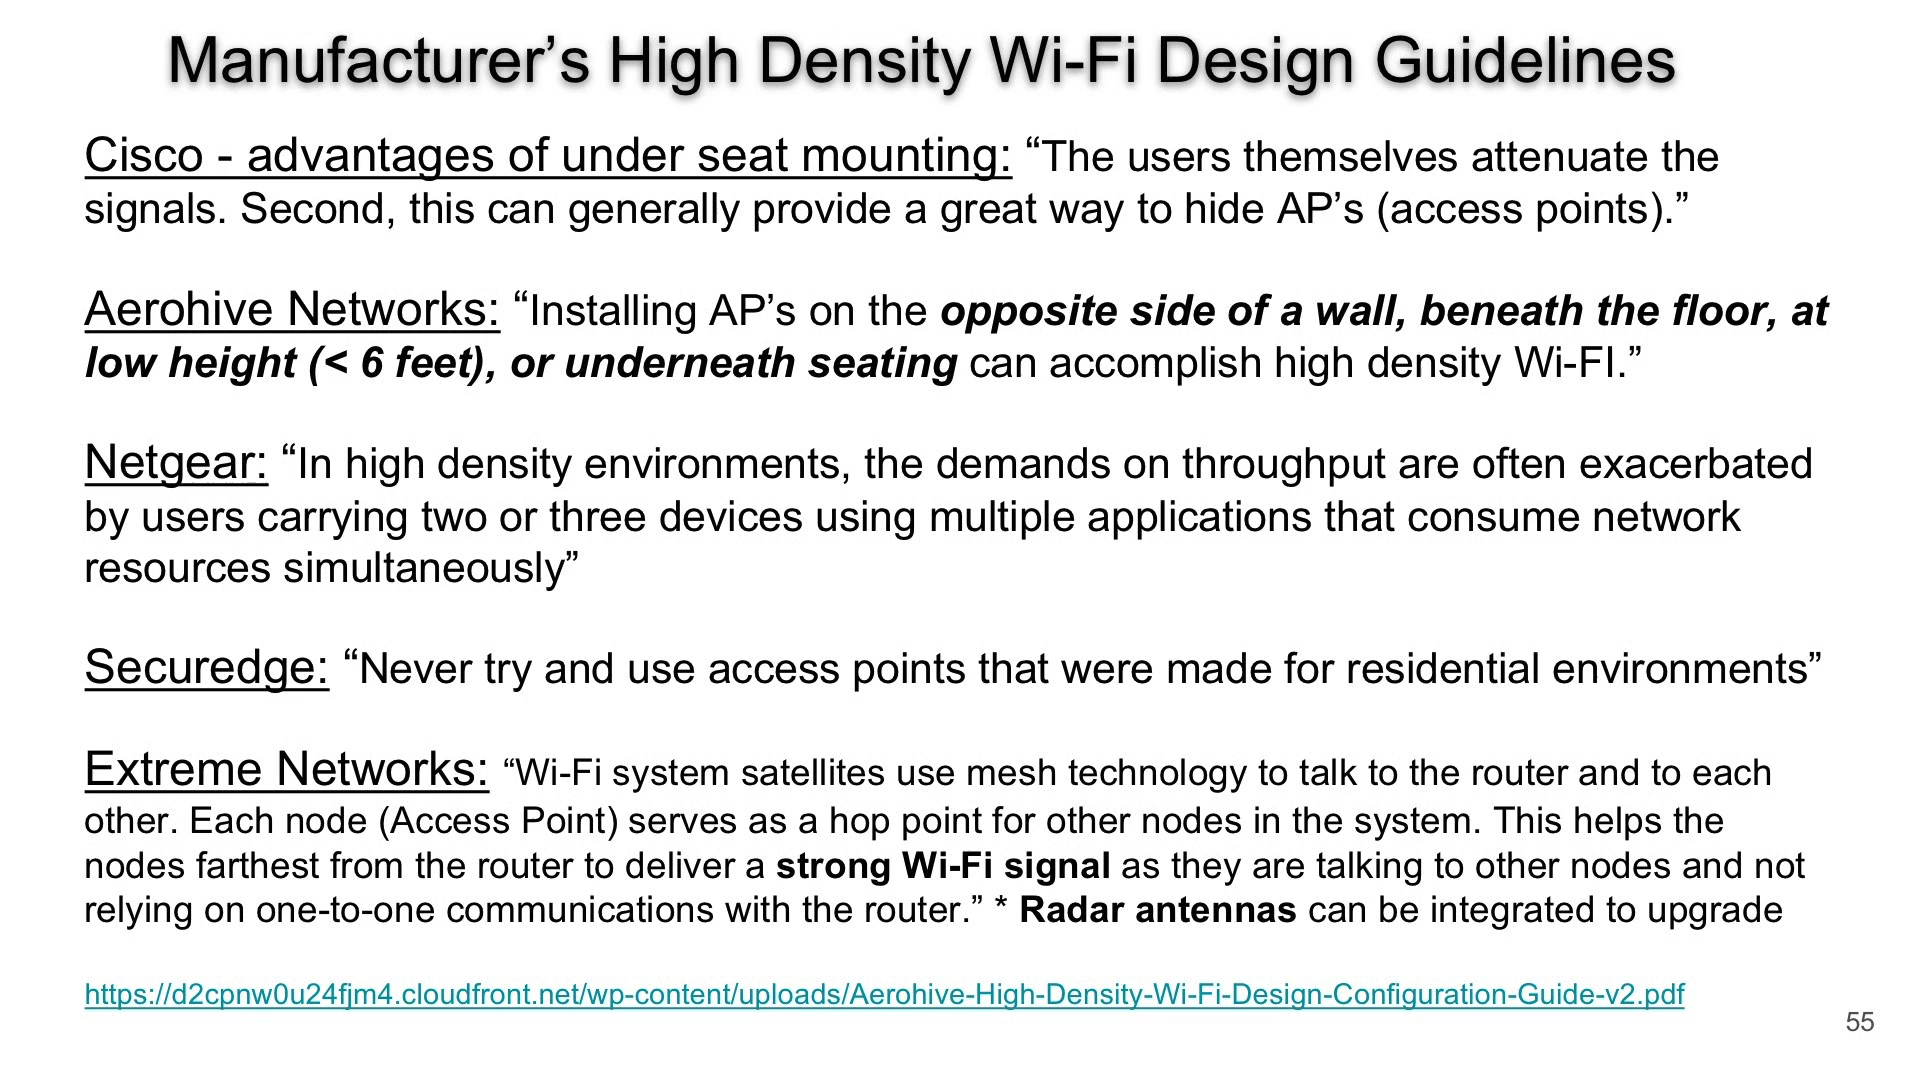 Manufacturer’s High Density Wi-Fi Design Guidelines
Cisco - advantages of under seat mounting: “The users themselves attenuate the
signals. Second, this can generally provide a great way to hide AP’s (access points).”
Aerohive Networks: “Installing AP’s on the opposite side of a wall, beneath the floor, at
low height (< 6 feet), or underneath seating can accomplish high density Wi-FI.”
Netgear: “In high density environments, the demands on throughput are often exacerbated
by users carrying two or three devices using multiple applications that consume network
resources simultaneously”
Securedge: “Never try and use access points that were made for residential environments”
Extreme Networks: “Wi-Fi system satellites use mesh technology to talk to the router and to each
other. Each node (Access Point) serves as a hop point for other nodes in the system. This helps the
nodes farthest from the router to deliver a strong Wi-Fi signal as they are talking to other nodes and not
relying on one-to-one communications with the router.” * Radar antennas can be integrated to upgrade
https://d2cpnw0u24fjm4.cloudfront.net/wp-content/uploads/Aerohive-High-Density-Wi-Fi-Design-Configuration-Guide-v2.pdf
55